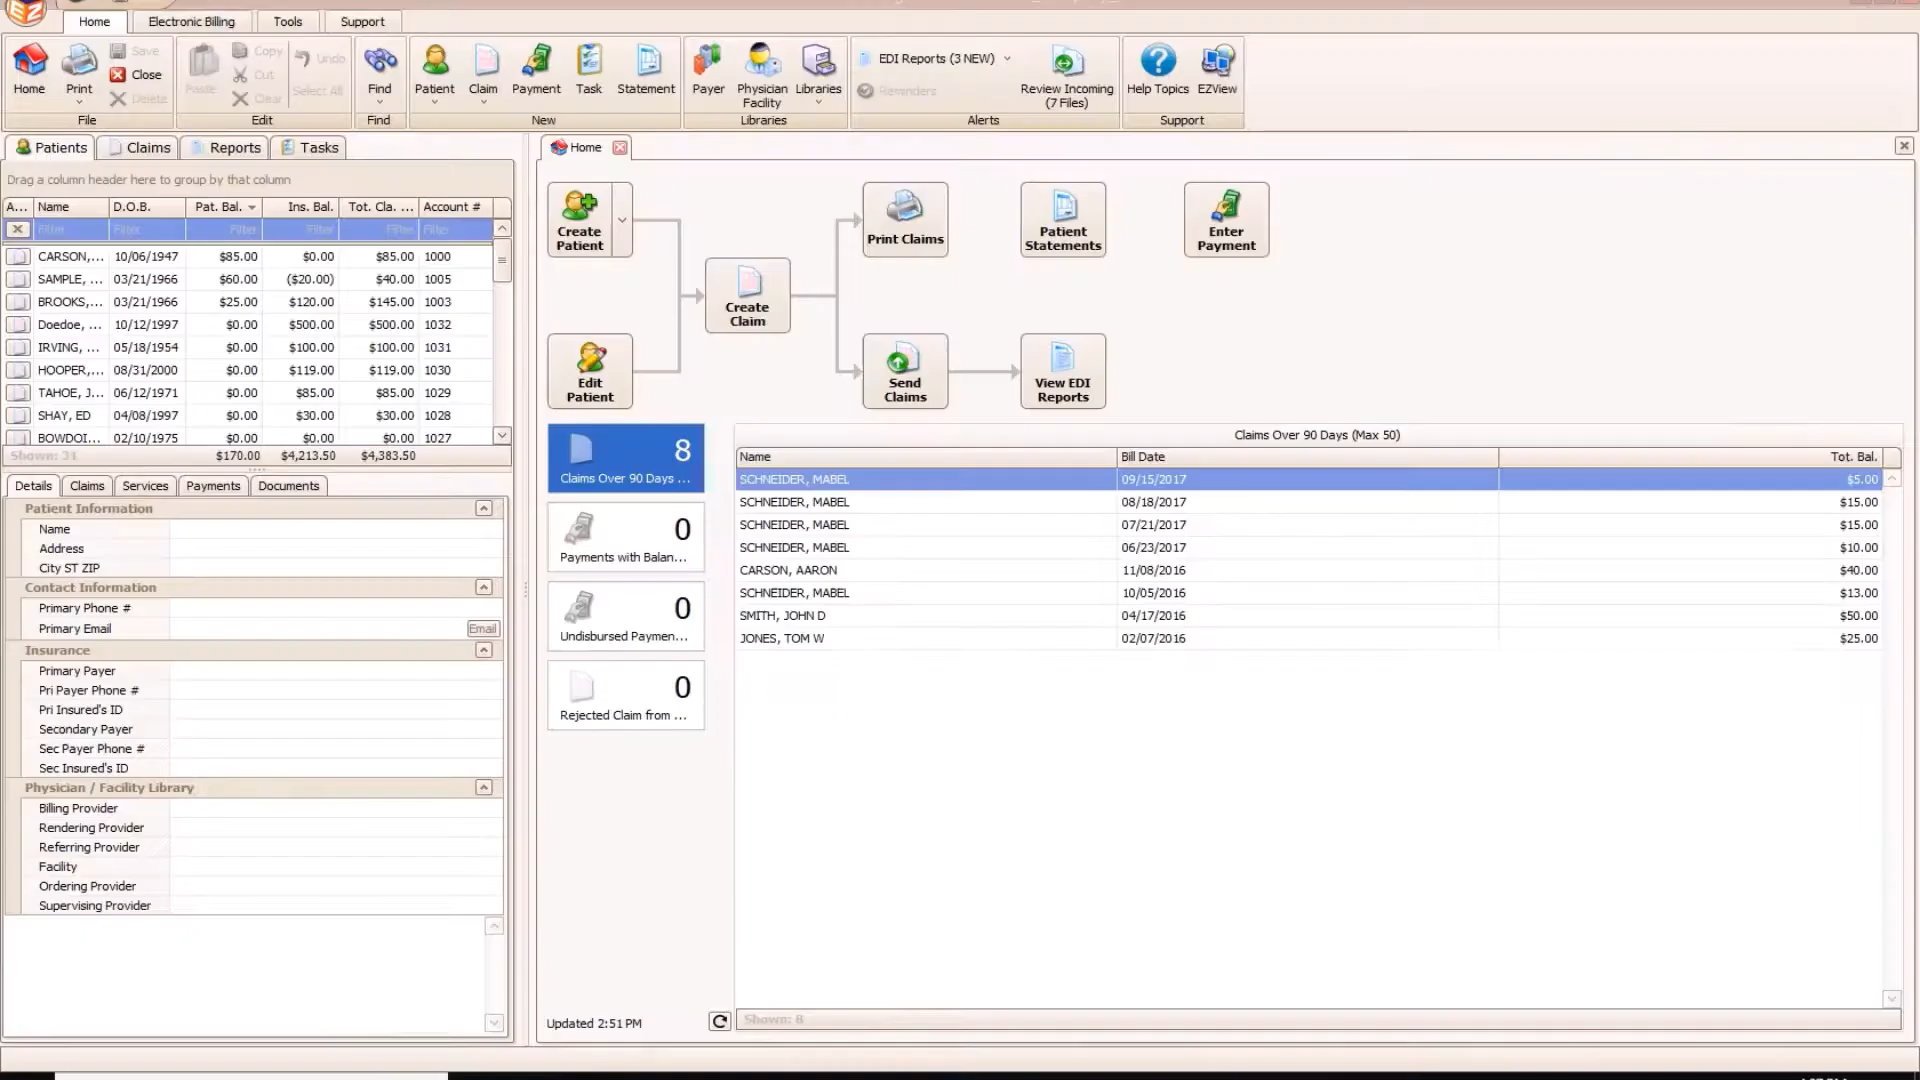 EZ
Home Electronic Billing Tools Support
Home Print Save Close Delete File
Paste Copy Cut Clear Undo Select All Edit
Find Find
Patient Claim Payment Task Statement New
Payer Physician Facility Libraries Libraries
EDI Reports (3 NEW) Reminders Review Incoming (7 Files) Alerts
Help Topics EZView Support
Patients Claims Reports Tasks
Drag a column header here to group by that column
A... Name D.O.B. Pat. Bal. Ins. Bal. Tot. Cla. ... Account #
Filter Filter Filter Filter Filter Filter
CARSON,... 10/06/1947 $85.00 $0.00 $85.00 1000
SAMPLE, ... 03/21/1966 $60.00 ($20.00) $40.00 1005
BROOKS,... 03/21/1966 $25.00 $120.00 $145.00 1003
Doedoe, ... 10/12/1997 $0.00 $500.00 $500.00 1032
IRVING, ... 05/18/1954 $0.00 $100.00 $100.00 1031
HOOPER,... 08/31/2000 $0.00 $119.00 $119.00 1030
TAHOE, J... 06/12/1971 $0.00 $85.00 $85.00 1029
SHAY, ED 04/08/1997 $0.00 $30.00 $30.00 1028
BOWDOI... 02/10/1975 $0.00 $0.00 $0.00 1027
Shown: 31 $170.00 $4,213.50 $4,383.50
Details Claims Services Payments Documents
Patient Information
Name
Address
City ST ZIP
Contact Information
Primary Phone #
Primary Email Email
Insurance
Primary Payer
Pri Payer Phone #
Pri Insured's ID
Secondary Payer
Sec Payer Phone #
Sec Insured's ID
Physician / Facility Library
Billing Provider
Rendering Provider
Referring Provider
Facility
Ordering Provider
Supervising Provider
Home
Create Patient
Print Claims
Patient Statements
Enter Payment
Create Claim
Edit Patient
Send Claims
View EDI Reports
8
Claims Over 90 Days ...
0
Payments with Balan...
0
Undisbursed Paymen...
0
Rejected Claim from ...
Updated 2:51 PM
Claims Over 90 Days (Max 50)
Name Bill Date Tot. Bal.
SCHNEIDER, MABEL 09/15/2017 $5.00
SCHNEIDER, MABEL 08/18/2017 $15.00
SCHNEIDER, MABEL 07/21/2017 $15.00
SCHNEIDER, MABEL 06/23/2017 $10.00
CARSON, AARON 11/08/2016 $40.00
SCHNEIDER, MABEL 10/05/2016 $13.00
SMITH, JOHN D 04/17/2016 $50.00
JONES, TOM W 02/07/2016 $25.00
Shown: 8